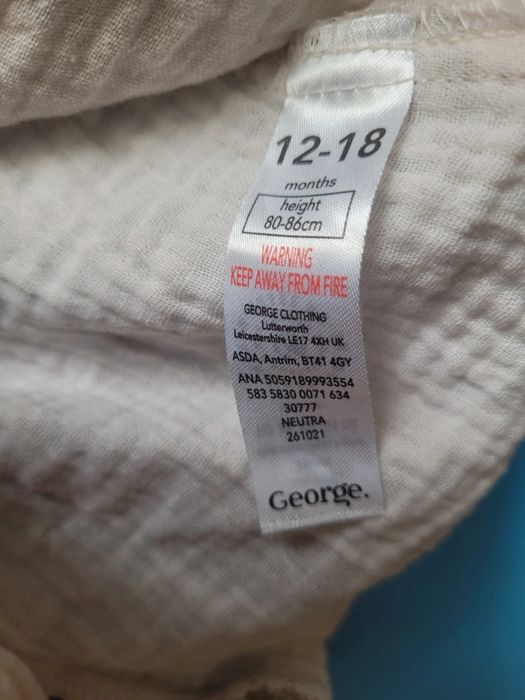 12-18
months
height
80-86cm
WARNING
KEEP AWAY FROM FIRE
GEORGE CLOTHING
Lutterworth
Leicestershire LE17 4XH UK
ASDA, Antrim, BT41 4GY
ANA 5059189993554
583 5830 0071 634
30777
NEUTRA
261021
George.